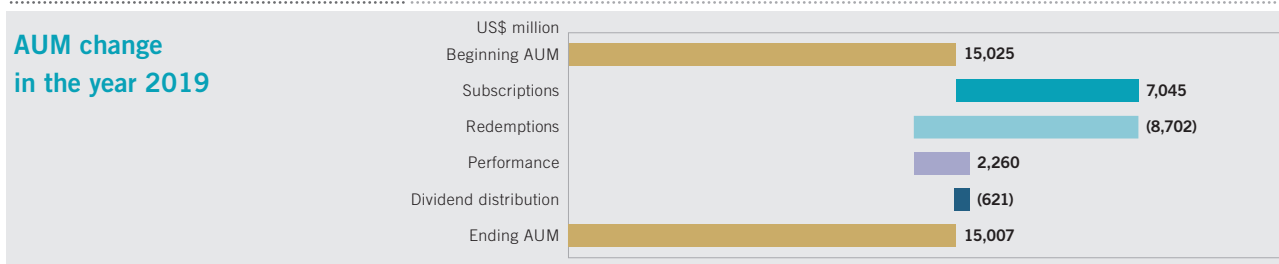 AUM change
in the year 2019
US$ million
Beginning AUM 15,025
Subscriptions 7,045
Redemptions (8,702)
Performance 2,260
Dividend distribution (621)
Ending AUM 15,007